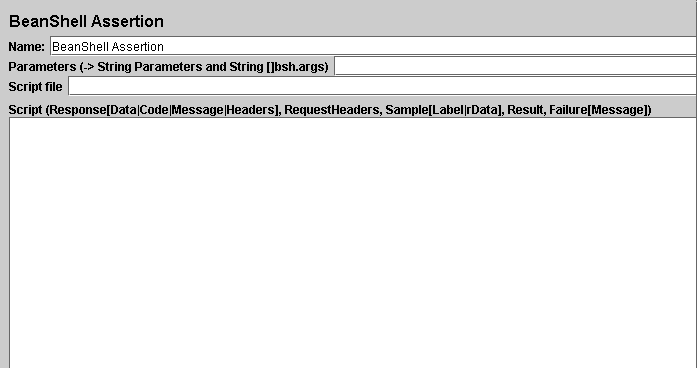 BeanShell Assertion
Name: BeanShell Assertion
Parameters (-> String Parameters and String []bsh.args)
Script file
Script (Response[Data|Code|Message|Headers], RequestHeaders, Sample[Label|rData], Result, Failure[Message])